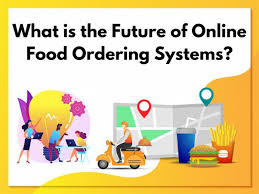 What is the Future of Online
Food Ordering Systems?